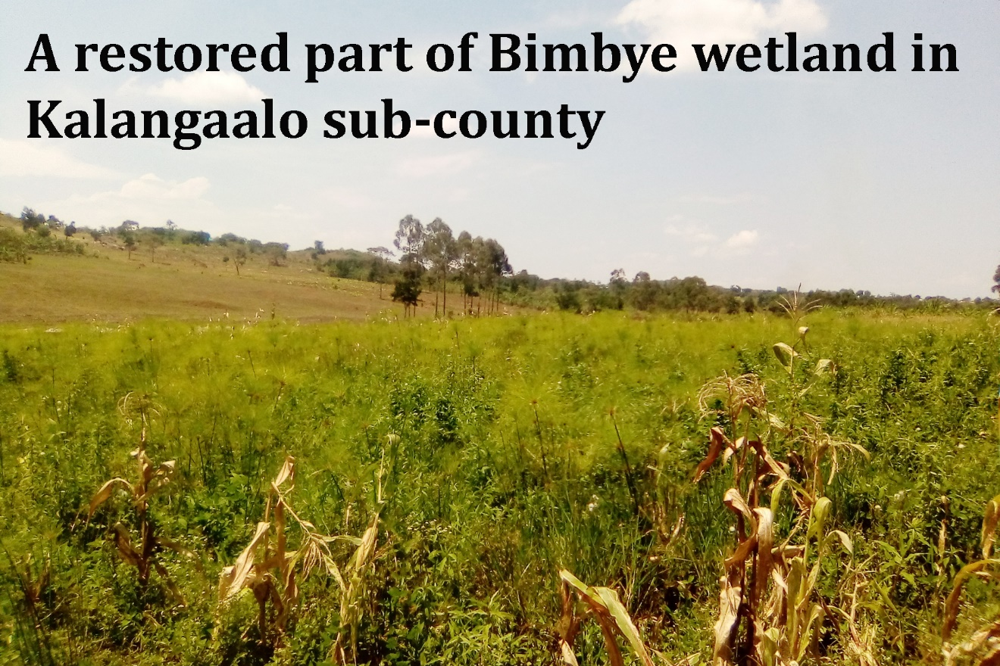 A restored part of Bimbye wetland in
Kalangaalo sub-county